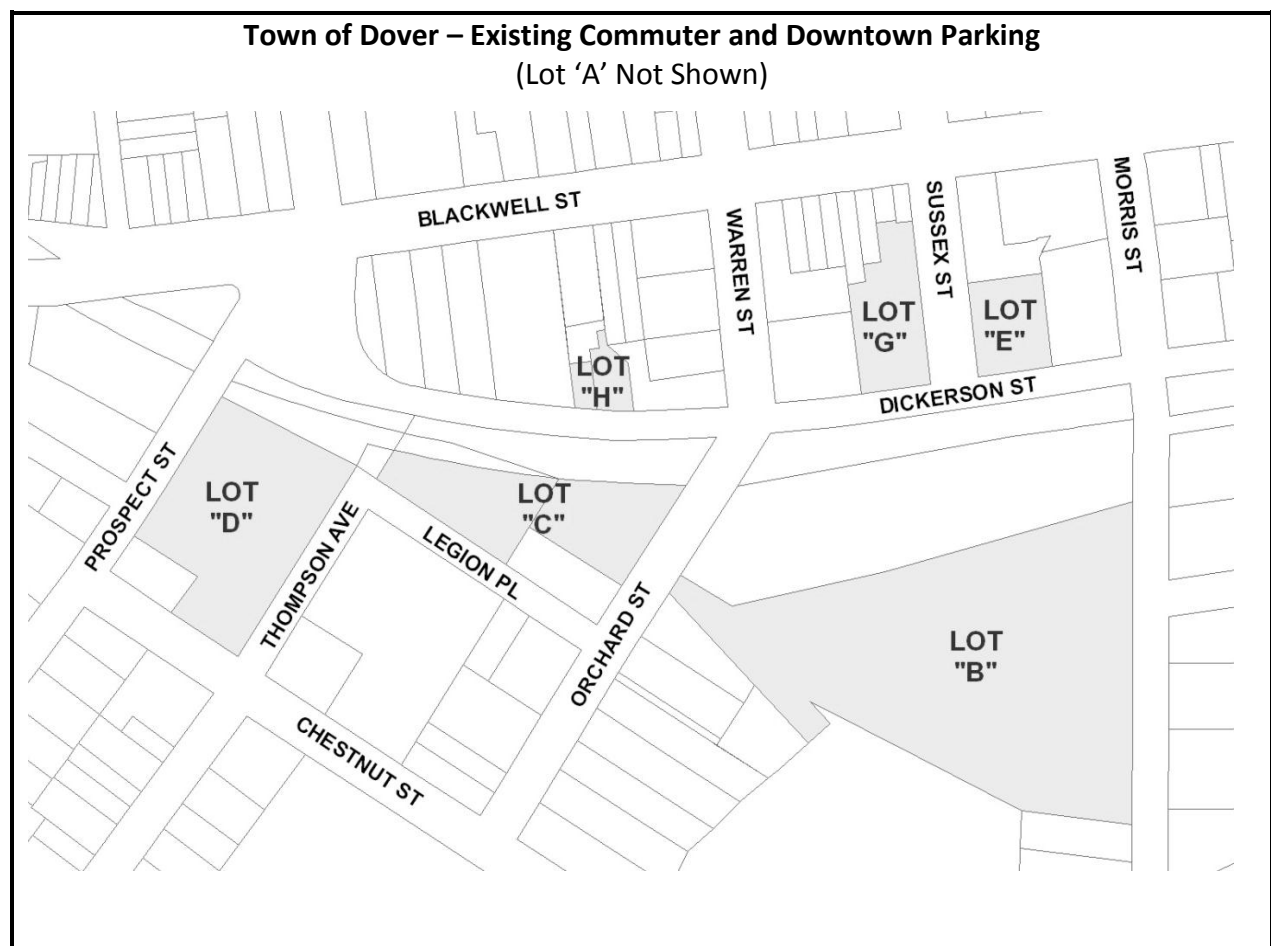 Town of Dover – Existing Commuter and Downtown Parking
(Lot ‘A’ Not Shown)
BLACKWELL ST
WARREN ST
SUSSEX ST
MORRIS ST
LOT
"G"
LOT
"E"
LOT
"H"
DICKERSON ST
PROSPECT ST
LOT
"D"
THOMPSON AVE
LEGION PL
LOT
"C"
ORCHARD ST
LOT
"B"
CHESTNUT ST